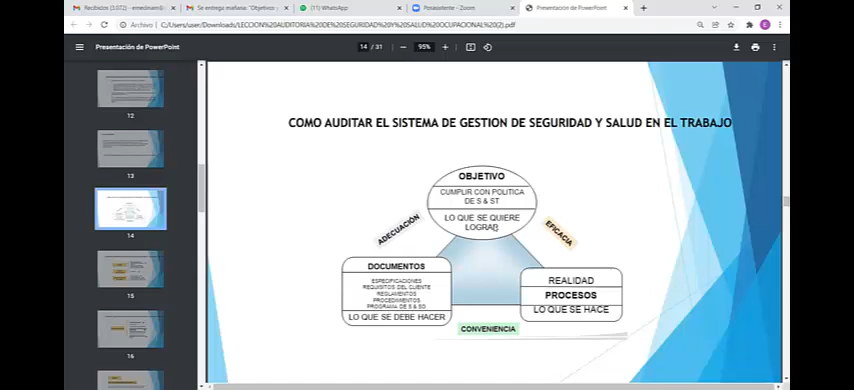 Recibidos (3,072) - emedinam@
Se entrega mañana: "Objetivos y
(11) WhatsApp
Posasistente - Zoom
Presentación de PowerPoint
Archivo C:/Users/user/Downloads/LECCION%20AUDITORIA%20DE%20SEGURIDAD%20Y%20SALUD%20OCUPACIONAL%20(2).pdf
Presentación de PowerPoint
14 / 31
95%
12
13
14
15
16
COMO AUDITAR EL SISTEMA DE GESTION DE SEGURIDAD Y SALUD EN EL TRABAJO
OBJETIVO
CUMPLIR CON POLITICA
DE S & ST
LO QUE SE QUIERE
LOGRAR
ADECUACIÓN
EFICACIA
DOCUMENTOS
ESPECIFICACIONES
REQUISITOS DEL CLIENTE
REGLAMENTOS
PROCEDIMIENTOS
PROGRAMA DE S & SO
LO QUE SE DEBE HACER
REALIDAD
PROCESOS
LO QUE SE HACE
CONVENIENCIA